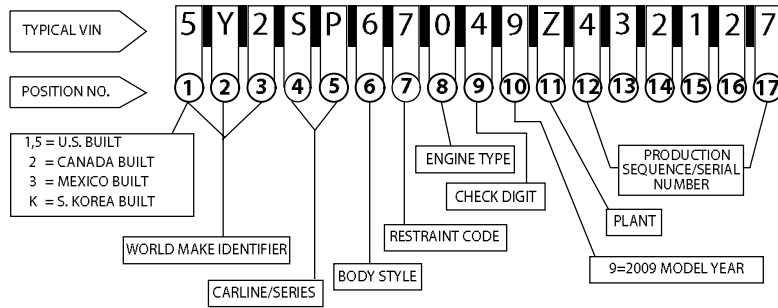 TYPICAL VIN
5 Y 2 S P 6 7 0 4 9 Z 4 3 2 1 2 7
POSITION NO.
1 2 3 4 5 6 7 8 9 10 11 12 13 14 15 16 17
1,5 = U.S. BUILT
2 = CANADA BUILT
3 = MEXICO BUILT
K = S. KOREA BUILT
WORLD MAKE IDENTIFIER
CARLINE/SERIES
BODY STYLE
RESTRAINT CODE
ENGINE TYPE
CHECK DIGIT
9=2009 MODEL YEAR
PLANT
PRODUCTION
SEQUENCE/SERIAL
NUMBER